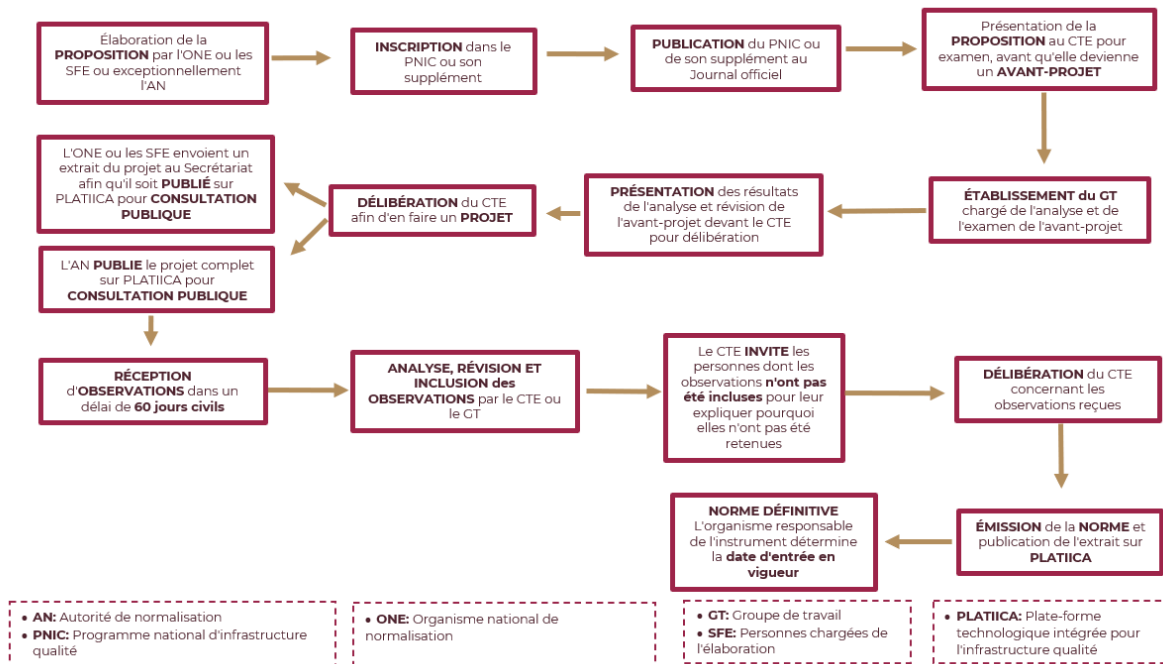 Élaboration de la
PROPOSITION par l'ONE ou les
SFE ou exceptionnellement
l'AN
INSCRIPTION dans le
PNIC ou son
supplément
PUBLICATION du PNIC ou
de son supplément au
Journal officiel
Présentation de la
PROPOSITION au CTE pour
examen, avant qu'elle devienne
un AVANT-PROJET
ÉTABLISSEMENT du GT
chargé de l'analyse et de
l'examen de l'avant-projet
PRÉSENTATION des résultats
de l'analyse et révision de
l'avant-projet devant le CTE
pour délibération
DÉLIBÉRATION du CTE
afin d'en faire un PROJET
L'ONE ou les SFE envoient un
extrait du projet au Secrétariat
afin qu'il soit PUBLIÉ sur
PLATIICA pour CONSULTATION
PUBLIQUE
L'AN PUBLIE le projet complet
sur PLATIICA pour
CONSULTATION PUBLIQUE
RÉCEPTION
d'OBSERVATIONS dans un
délai de 60 jours civils
ANALYSE, RÉVISION ET
INCLUSION des
OBSERVATIONS par le CTE ou
le GT
Le CTE INVITE les
personnes dont les
observations n'ont pas
été incluses pour leur
expliquer pourquoi
elles n'ont pas été
retenues
DÉLIBÉRATION du CTE
concernant les
observations reçues
ÉMISSION de la NORME et
publication de l'extrait sur
PLATIICA
NORME DÉFINITIVE
L'organisme responsable
de l'instrument détermine
la date d'entrée en
vigueur
• AN: Autorité de normalisation
• PNIC: Programme national d'infrastructure
qualité
• ONE: Organisme national de
normalisation
• GT: Groupe de travail
• SFE: Personnes chargées de
l'élaboration
• PLATIICA: Plate-forme
technologique intégrée pour
l'infrastructure qualité